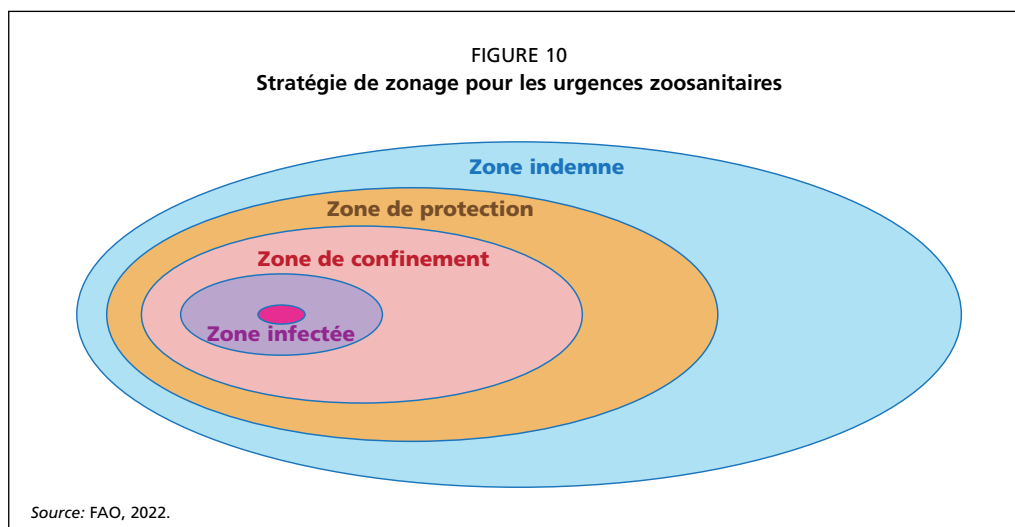 FIGURE 10
Stratégie de zonage pour les urgences zoosanitaires
Zone indemne
Zone de protection
Zone de confinement
Zone infectée
Source: FAO, 2022.